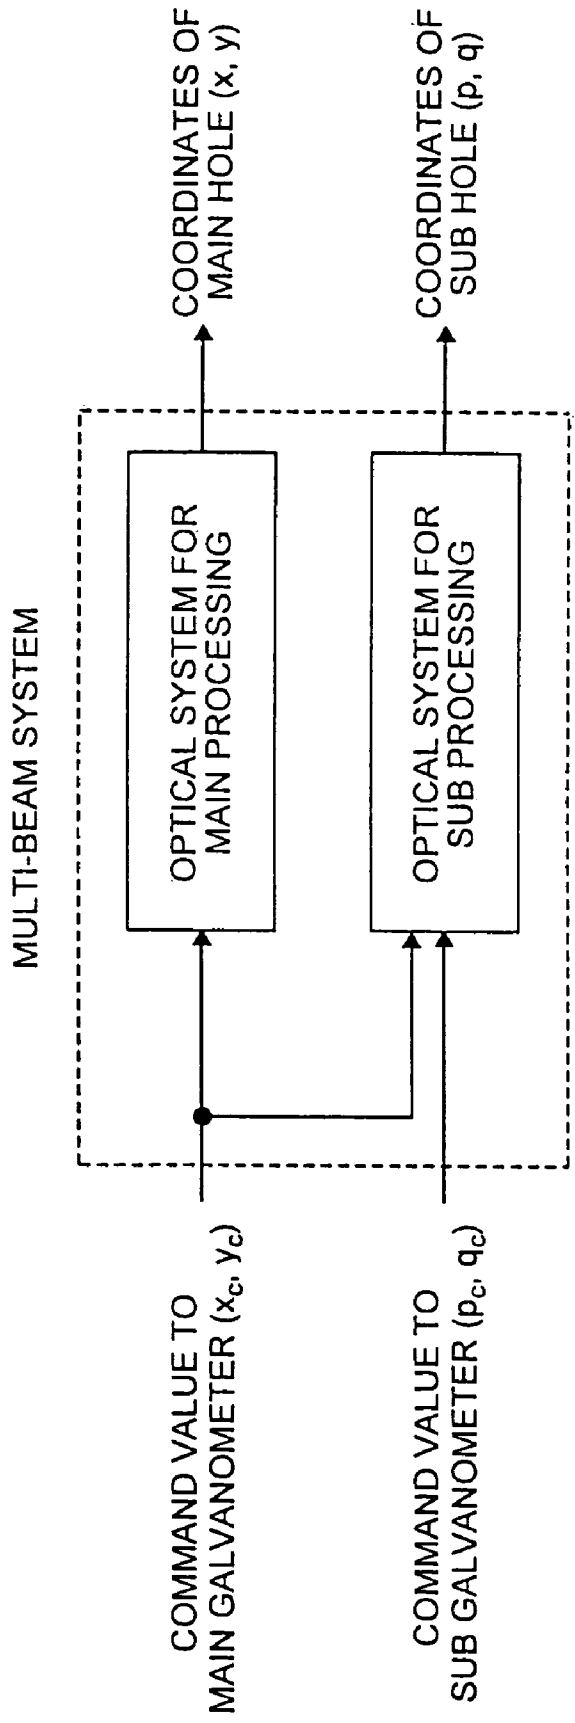 MULTI-BEAM SYSTEM
COMMAND VALUE TO
MAIN GALVANOMETER (xc, yc)
OPTICAL SYSTEM FOR
MAIN PROCESSING
COORDINATES OF
MAIN HOLE (x, y)
COMMAND VALUE TO
SUB GALVANOMETER (pc, qc)
OPTICAL SYSTEM FOR
SUB PROCESSING
COORDINATES OF
SUB HOLE (p, q)